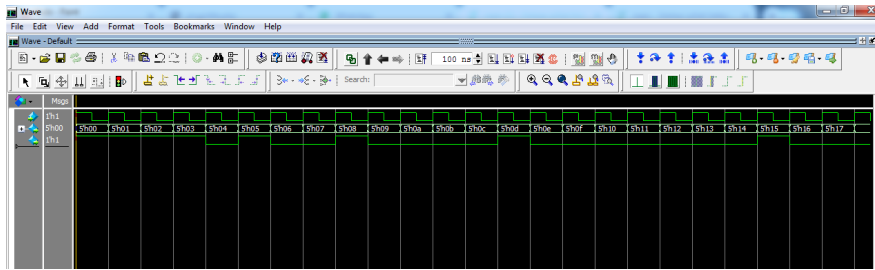 Wave
File Edit View Add Format Tools Bookmarks Window Help
Wave - Default
100 ns
Search:
Msgs
1'h1
5'h00 5'h00 5'h01 5'h02 5'h03 5'h04 5'h05 5'h06 5'h07 5'h08 5'h09 5'h0a 5'h0b 5'h0c 5'h0d 5'h0e 5'h0f 5'h10 5'h11 5'h12 5'h13 5'h14 5'h15 5'h16 5'h17
1'h1